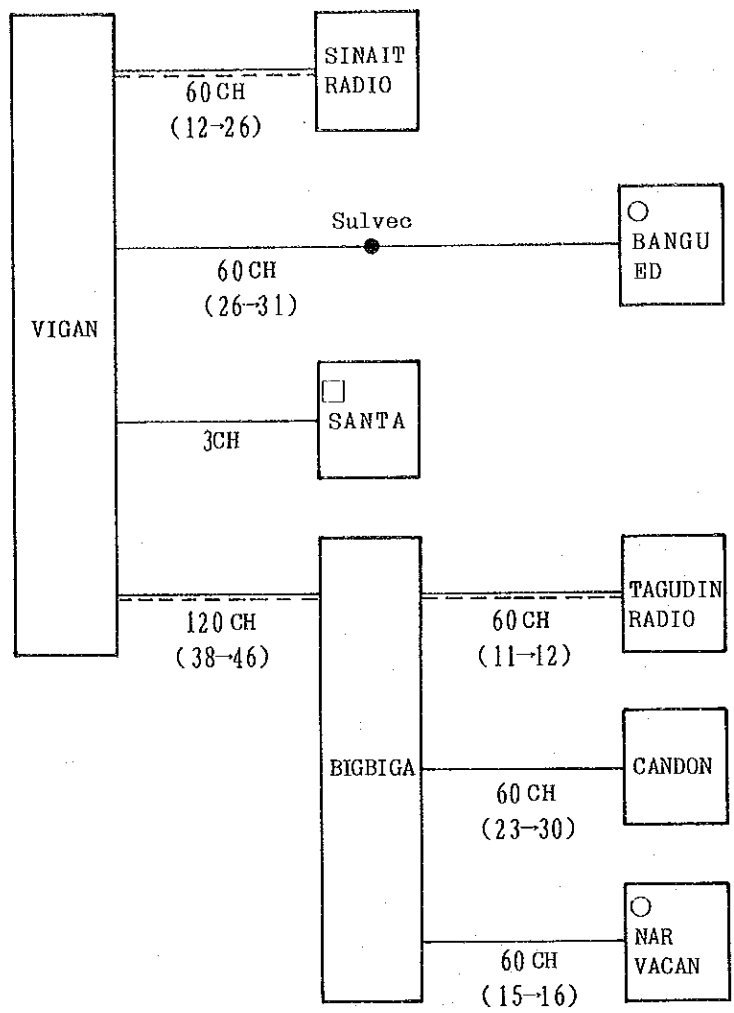 SINAIT
RADIO
60 CH
(12→26)
Sulvec
BANGU
ED
60 CH
(26→31)
VIGAN
SANTA
3CH
120 CH
(38→46)
TAGUDIN
RADIO
60 CH
(11→12)
BIGBIGA
CANDON
60 CH
(23→30)
NAR
VACAN
60 CH
(15→16)